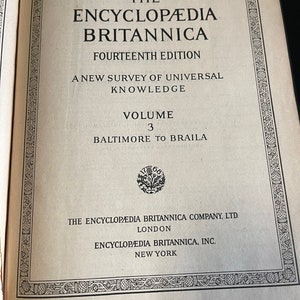 THE
ENCYCLOPÆDIA
BRITANNICA
FOURTEENTH EDITION
A NEW SURVEY OF UNIVERSAL
KNOWLEDGE
VOLUME
3
BALTIMORE TO BRAILA
THE ENCYCLOPÆDIA BRITANNICA COMPANY, LTD
LONDON
ENCYCLOPÆDIA BRITANNICA, INC.
NEW YORK